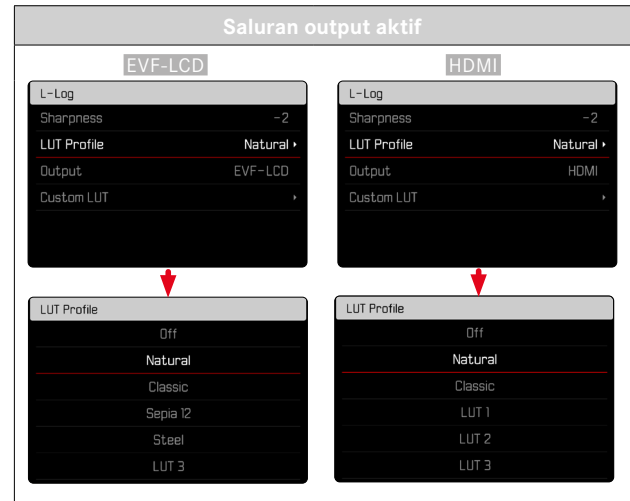 Saluran output aktif
EVF-LCD
L-Log
Sharpness -2
LUT Profile Natural
Output EVF-LCD
Custom LUT
LUT Profile
Off
Natural
Classic
Sepia 12
Steel
LUT 3
HDMI
L-Log
Sharpness -2
LUT Profile Natural
Output HDMI
Custom LUT
LUT Profile
Off
Natural
Classic
LUT 1
LUT 2
LUT 3